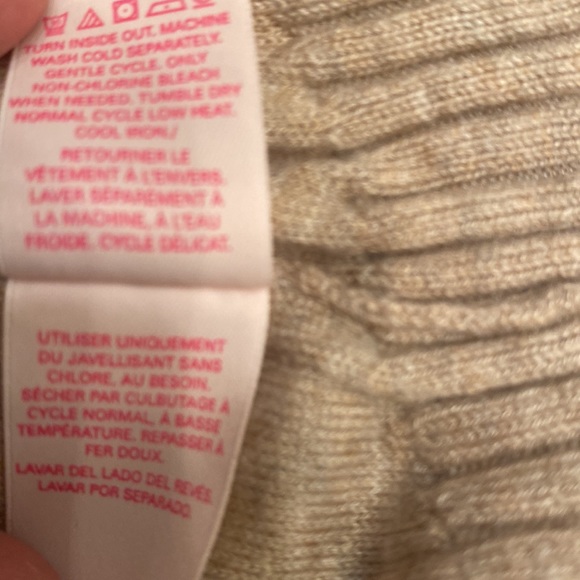 TURN INSIDE OUT. MACHINE
WASH COLD SEPARATELY.
GENTLE CYCLE. ONLY
NON-CHLORINE BLEACH
WHEN NEEDED. TUMBLE DRY
NORMAL CYCLE LOW HEAT.
COOL IRON./
RETOURNER LE
VÊTEMENT À L'ENVERS.
LAVER SÉPARÉMENT À
LA MACHINE, À L'EAU
FROIDE, CYCLE DÉLICAT.
UTILISER UNIQUEMENT
DU JAVELLISANT SANS
CHLORE, AU BESOIN.
SÉCHER PAR CULBUTAGE À
CYCLE NORMAL, À BASSE
TEMPÉRATURE. REPASSER À
FER DOUX.
LAVAR DEL LADO DEL REVÉS.
LAVAR POR SEPARADO.